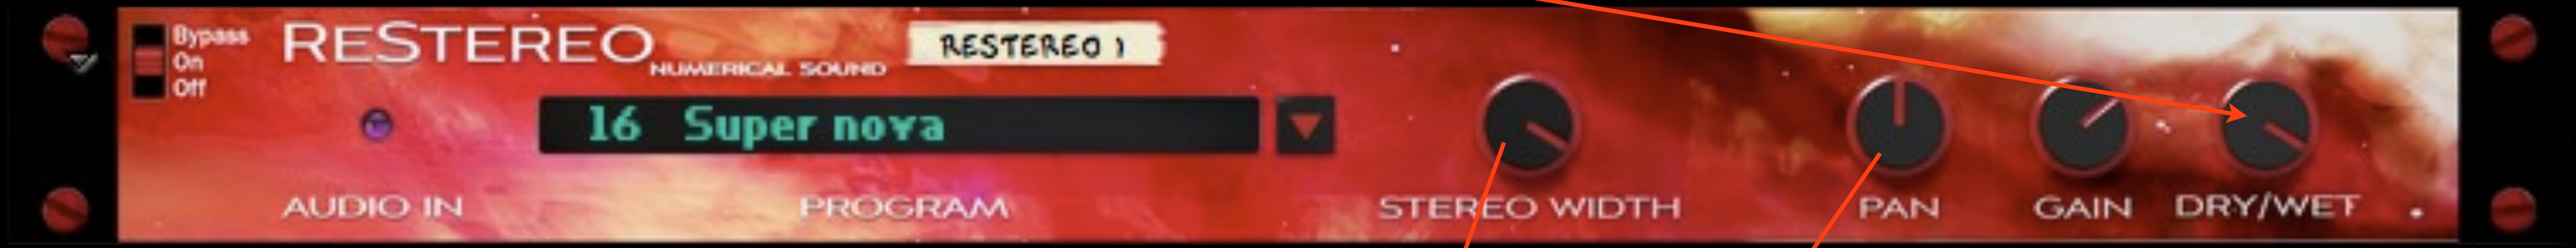 Bypass
On
Off
RESTEREO
NUMERICAL SOUND
RESTEREO 1
16 Super nova
AUDIO IN
PROGRAM
STEREO WIDTH
PAN
GAIN
DRY/WET